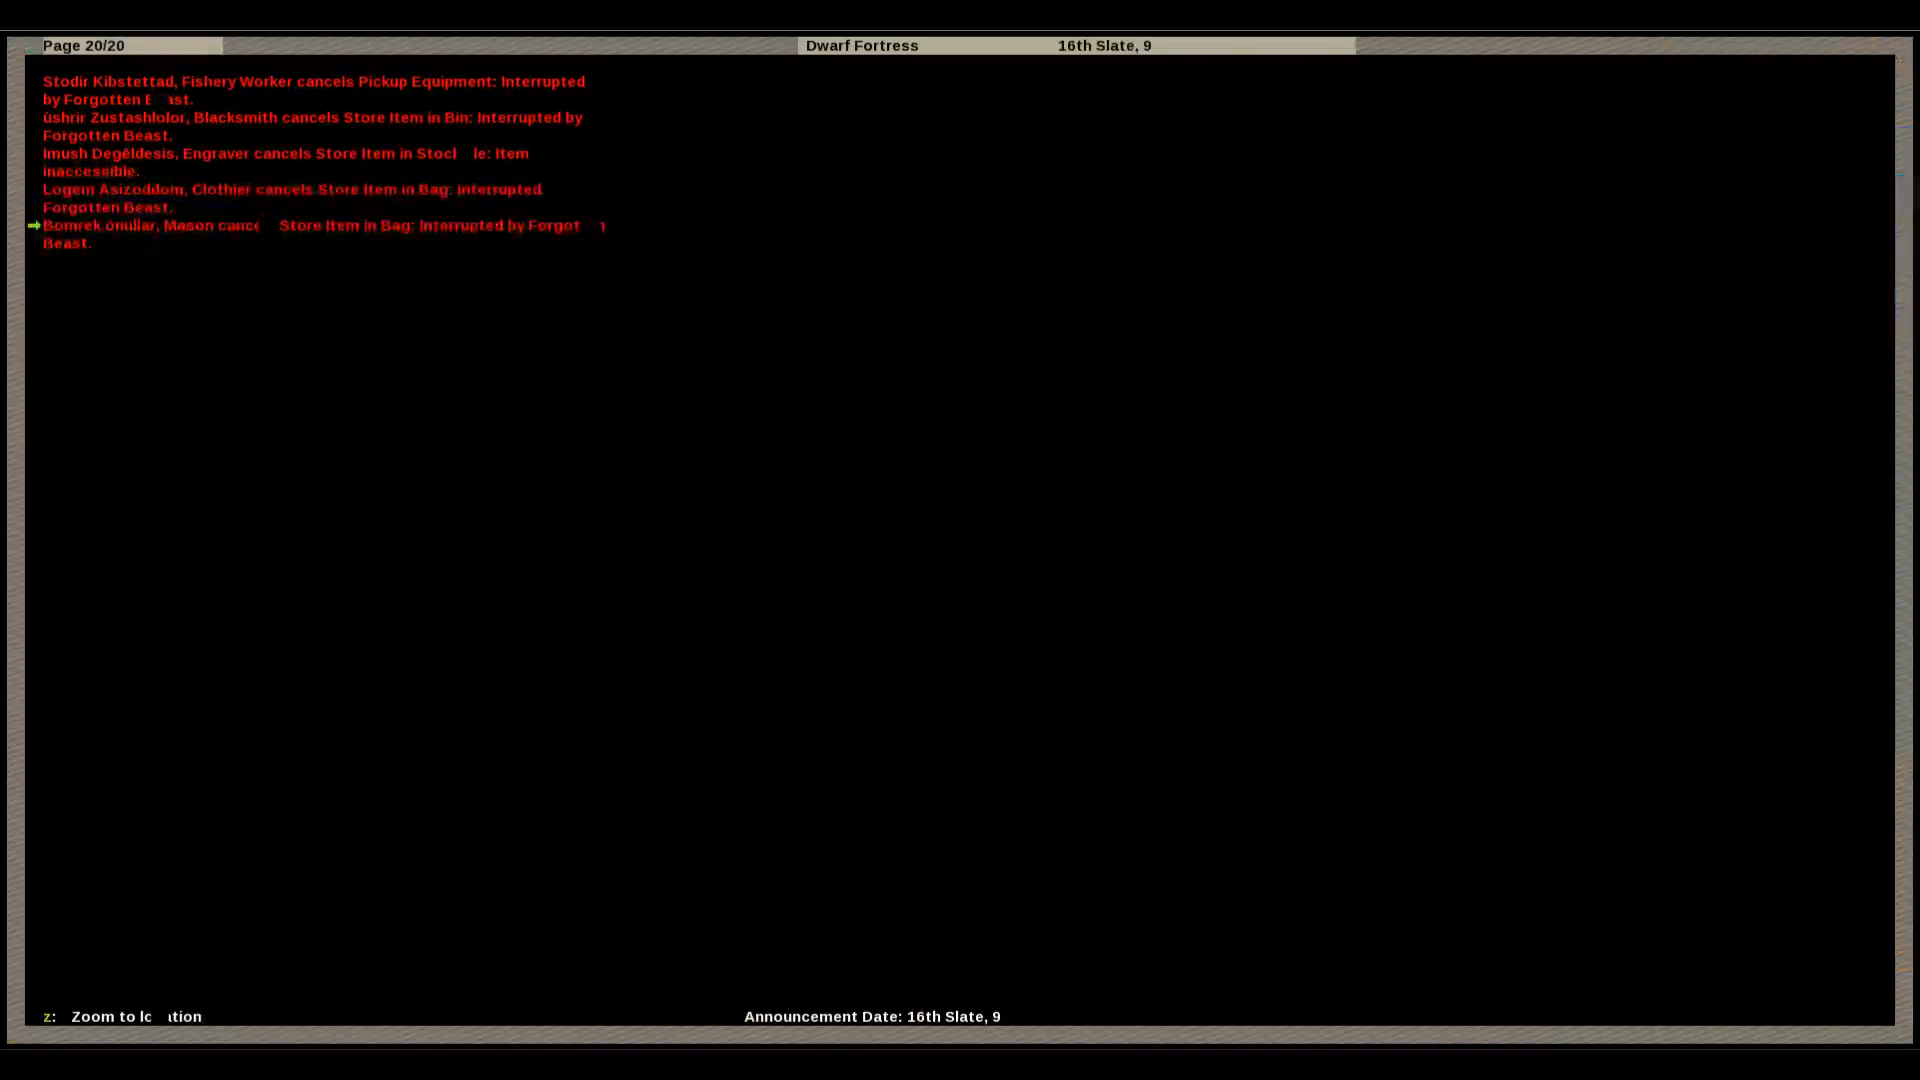 Page 20/20 Dwarf Fortress 16th Slate, 9
Stodir Kibstettad, Fishery Worker cancels Pickup Equipment: Interrupted
by Forgotten
ùshrir Zustashlolor, Blacksmith cancels Store Item in Bin: Interrupted by
Forgotten Beast.
Imush Degëldesis, Engraver cancels Store Item in Item
inaccessible.
Logem Asizoddom, Clothier cancels Store Item in Bag: Interrupted
Forgotten Beast.
Bomrek ónullar, Mason Store Item in Bag: Interrupted by
Beast.
z: Zoom to Announcement Date: 16th Slate, 9